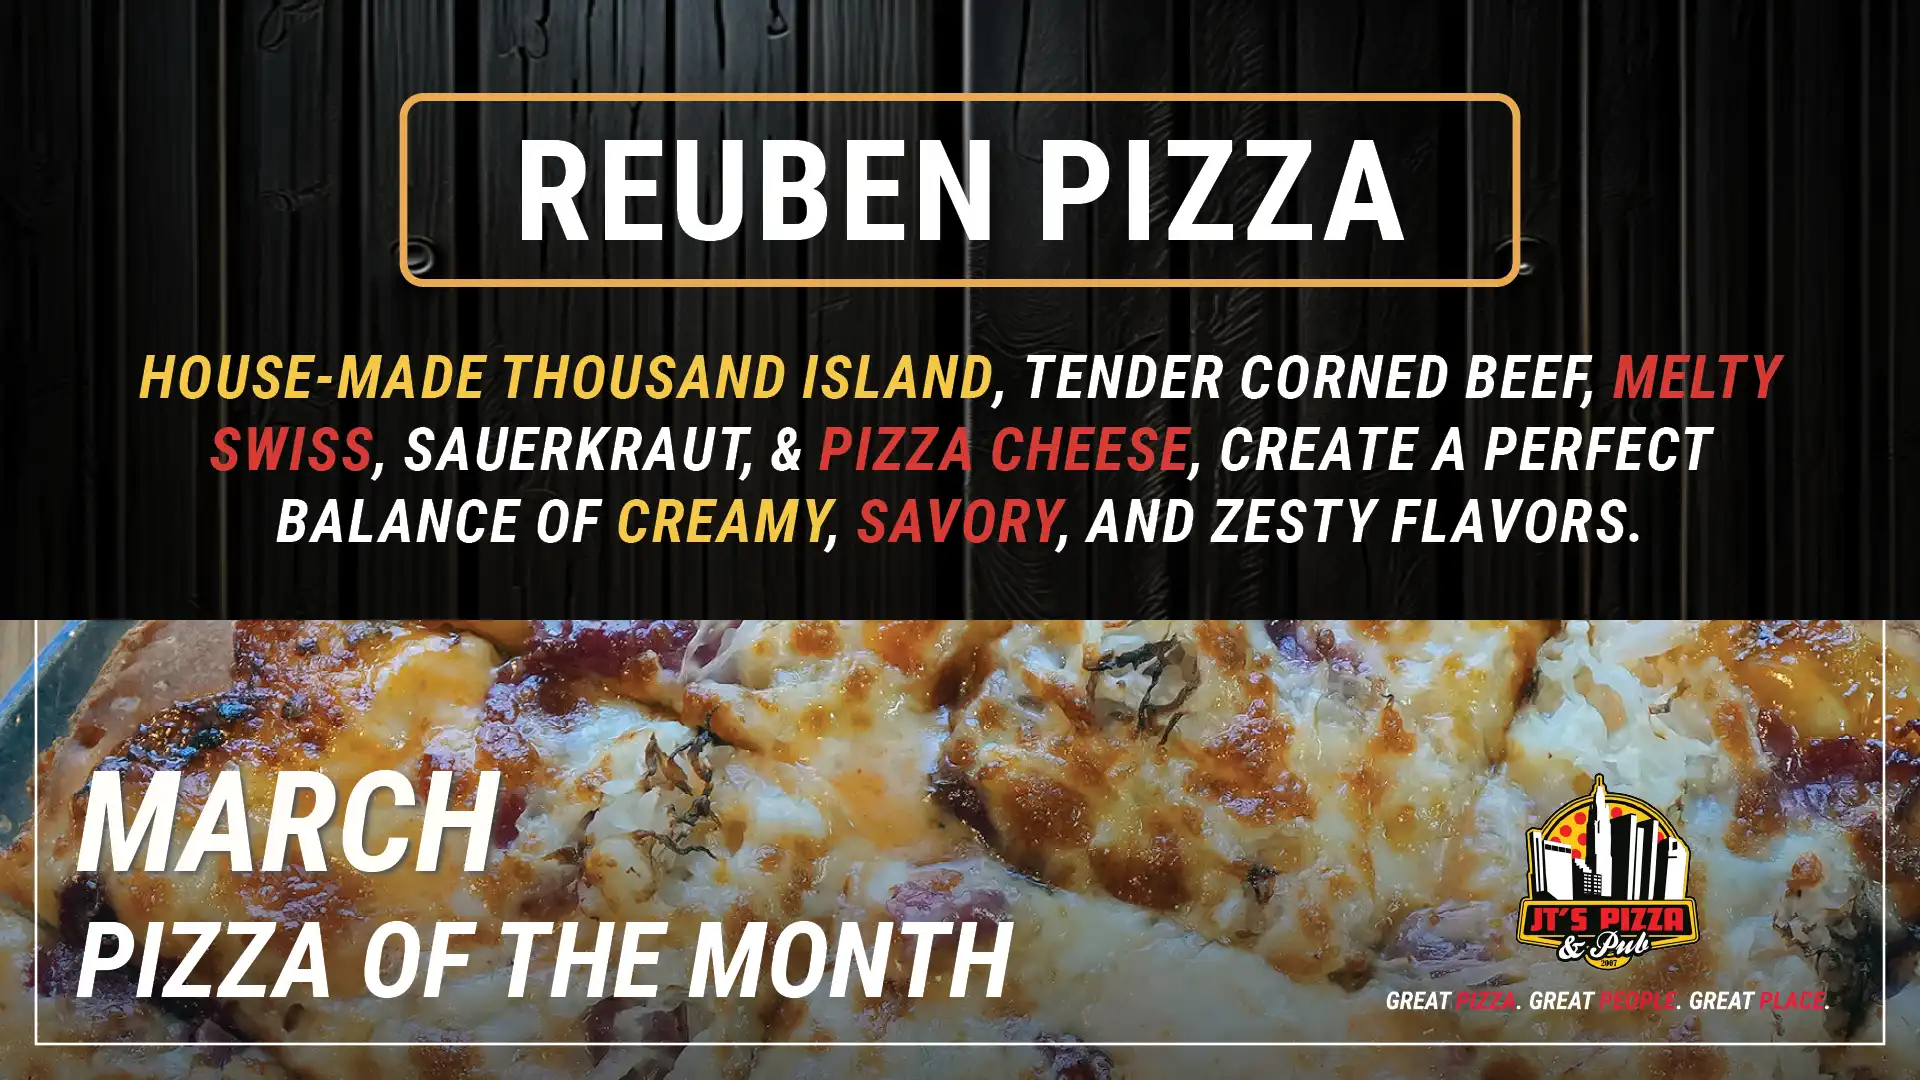 REUBEN PIZZA
HOUSE-MADE THOUSAND ISLAND, TENDER CORNED BEEF, MELTY
SWISS, SAUERKRAUT, & PIZZA CHEESE, CREATE A PERFECT
BALANCE OF CREAMY, SAVORY, AND ZESTY FLAVORS.
MARCH
PIZZA OF THE MONTH
JT'S PIZZA
& Pub
2007
GREAT PIZZA. GREAT PEOPLE. GREAT PLACE.